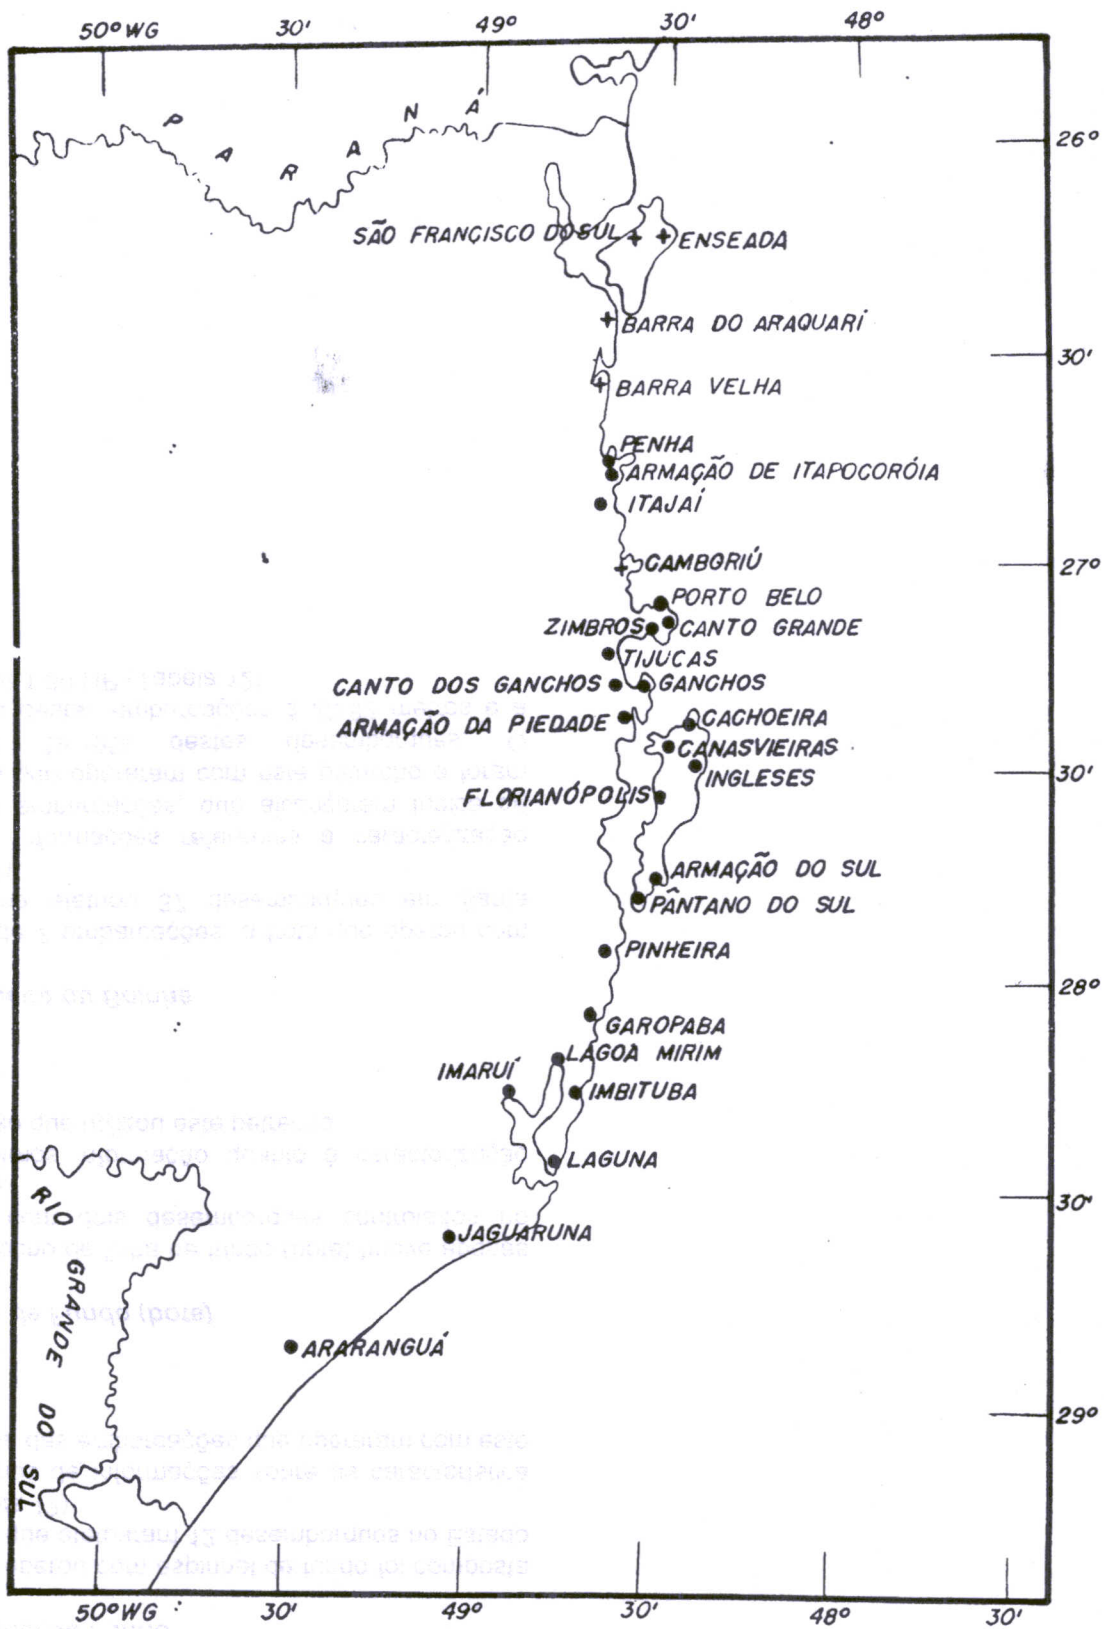 50° WG 30' 49° 30' 48°
PARANÁ
26°
SÃO FRANCISCO DO SUL
ENSEADA
BARRA DO ARAQUARÍ
30'
BARRA VELHA
PENHA
ARMAÇÃO DE ITAPOCORÓIA
ITAJAÍ
CAMBORIÚ
27°
PORTO BELO
ZIMBROS
CANTO GRANDE
TIJUCAS
CANTO DOS GANCHOS
GANCHOS
ARMAÇÃO DA PIEDADE
CACHOEIRA
CANASVIEIRAS
INGLESES
30'
FLORIANÓPOLIS
ARMAÇÃO DO SUL
PÂNTANO DO SUL
PINHEIRA
28°
GAROPABA
LAGOA MIRIM
IMARUÍ
IMBITUBA
LAGUNA
30'
RIO GRANDE DO SUL
JAGUARUNA
ARARANGUÁ
29°
50° WG 30' 49° 30' 48° 30'